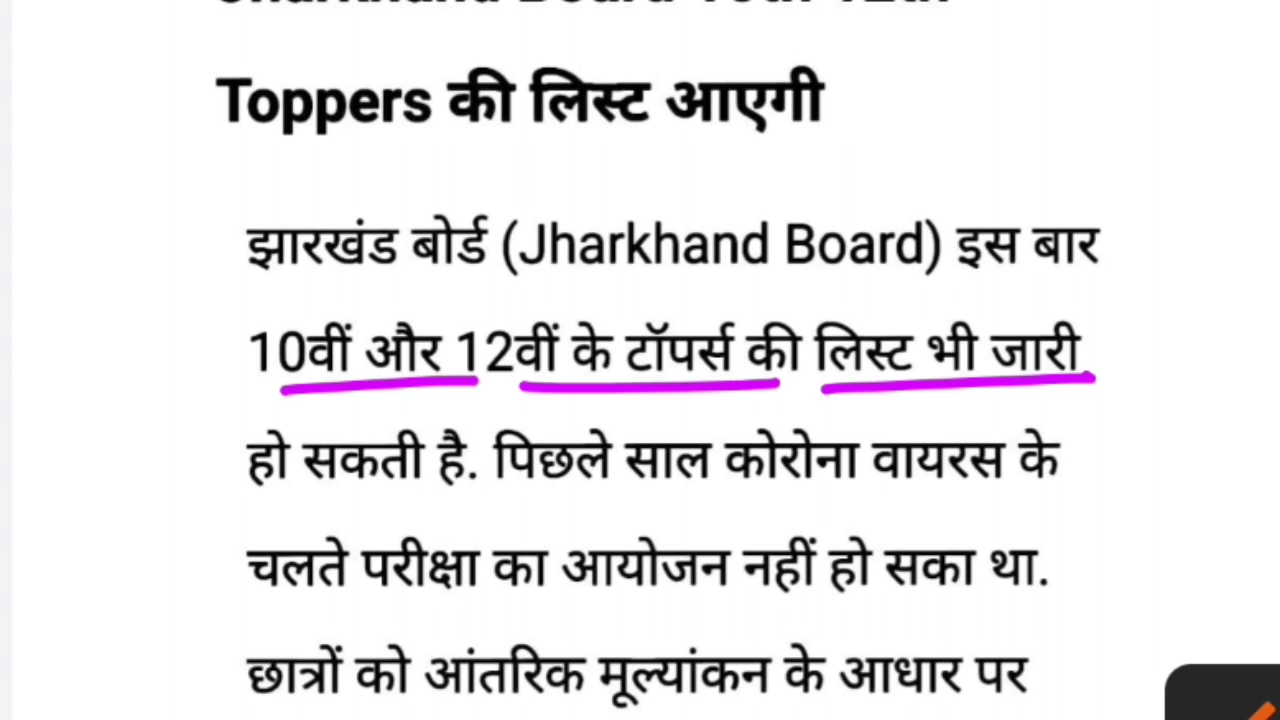 Toppers की लिस्ट आएगी
झारखंड बोर्ड (Jharkhand Board) इस बार
10वीं और 12वीं के टॉपर्स की लिस्ट भी जारी
हो सकती है. पिछले साल कोरोना वायरस के
चलते परीक्षा का आयोजन नहीं हो सका था.
छात्रों को आंतरिक मूल्यांकन के आधार पर